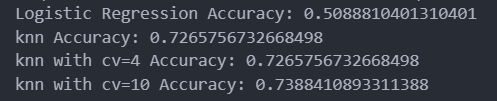 Logistic Regression Accuracy: 0.5088810401310401
knn Accuracy: 0.7265756732668498
knn with cv=4 Accuracy: 0.7265756732668498
knn with cv=10 Accuracy: 0.7388410893311388